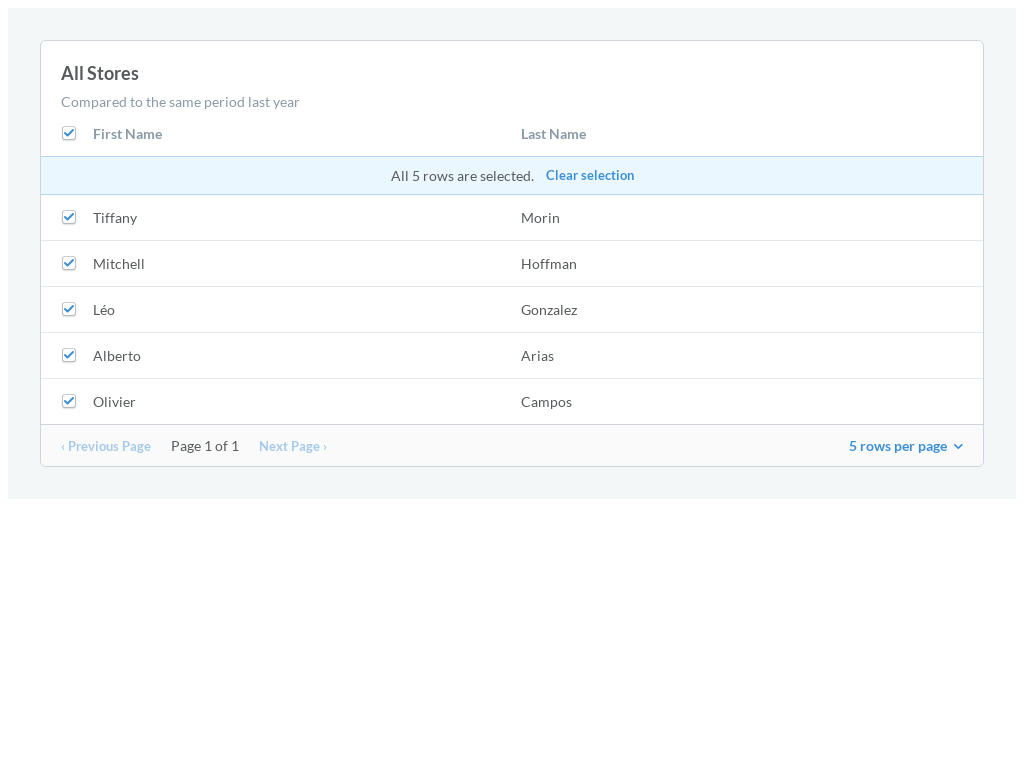 All Stores
Compared to the same period last year
First Name Last Name
All 5 rows are selected. Clear selection
Tiffany Morin
Mitchell Hoffman
Léo Gonzalez
Alberto Arias
Olivier Campos
‹ Previous Page Page 1 of 1 Next Page › 5 rows per page